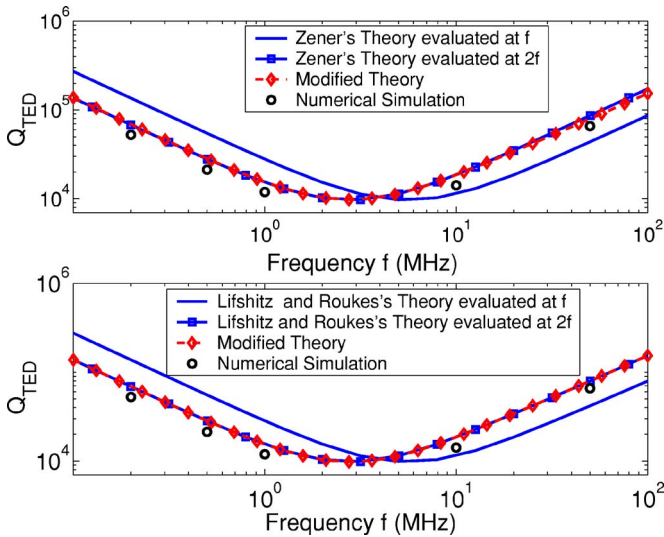 10^6
10^5
10^4
Q_TED
Zener's Theory evaluated at f
Zener's Theory evaluated at 2f
Modified Theory
Numerical Simulation
10^0
10^1
10^2
Frequency f (MHz)
10^6
10^4
Q_TED
Lifshitz and Roukes's Theory evaluated at f
Lifshitz and Roukes's Theory evaluated at 2f
Modified Theory
Numerical Simulation
10^0
10^1
10^2
Frequency f (MHz)